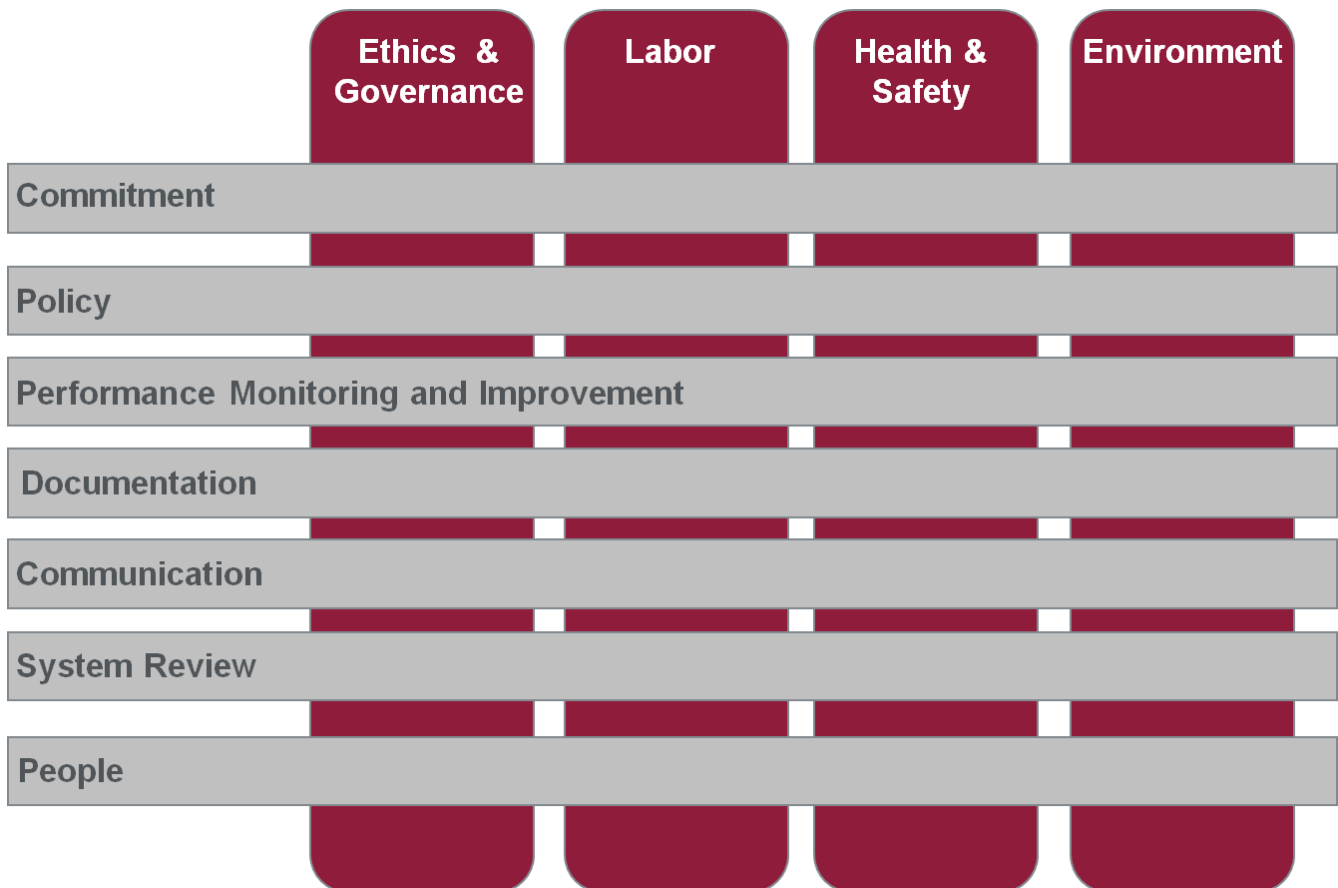 Ethics &
Governance
Labor
Health &
Safety
Environment
Commitment
Policy
Performance Monitoring and Improvement
Documentation
Communication
System Review
People